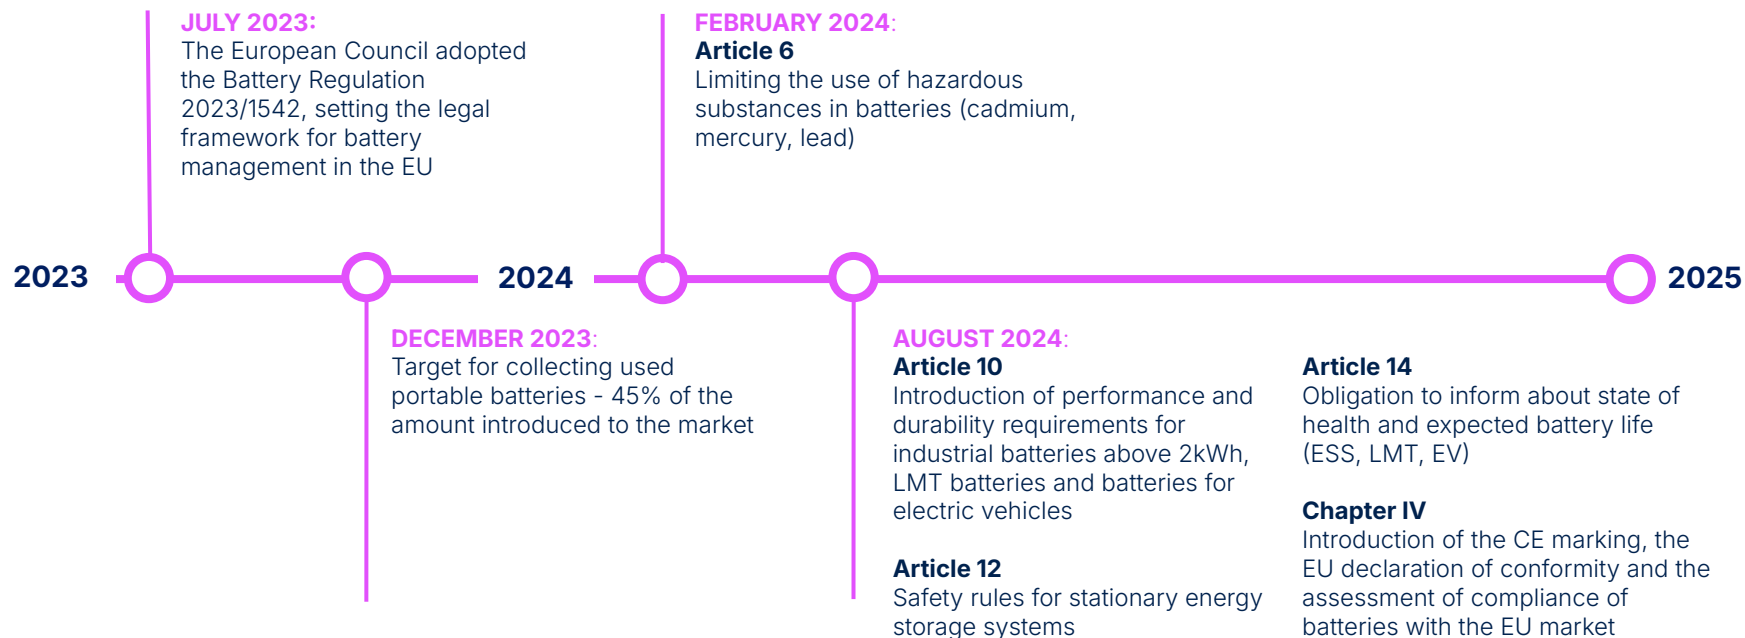 JULY 2023:
The European Council adopted
the Battery Regulation
2023/1542, setting the legal
framework for battery
management in the EU
FEBRUARY 2024:
Article 6
Limiting the use of hazardous
substances in batteries (cadmium,
mercury, lead)
2023
2024
2025
DECEMBER 2023:
Target for collecting used
portable batteries - 45% of the
amount introduced to the market
AUGUST 2024:
Article 10
Introduction of performance and
durability requirements for
industrial batteries above 2kWh,
LMT batteries and batteries for
electric vehicles
Article 12
Safety rules for stationary energy
storage systems
Article 14
Obligation to inform about state of
health and expected battery life
(ESS, LMT, EV)
Chapter IV
Introduction of the CE marking, the
EU declaration of conformity and the
assessment of compliance of
batteries with the EU market